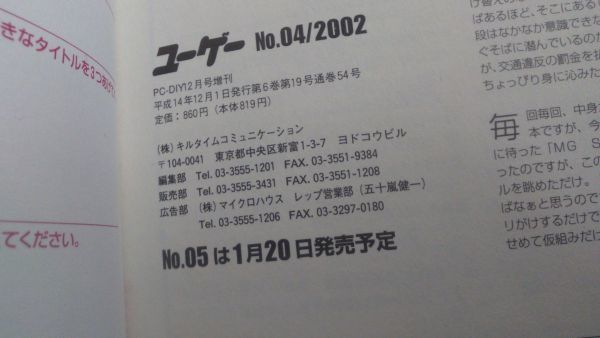 きなタイトルを3つあげて
てください。
ユーゲー No.04/2002
PC-DIY12月号増刊
平成14年12月1日発行第6巻第19号通巻54号
定価：860円（本体819円）
（株）キルタイムコミュニケーション
〒104-0041 東京都中央区新富1-3-7 ヨドコウビル
編集部 Tel. 03-3555-1201 FAX. 03-3551-9384
販売部 Tel. 03-3555-3431 FAX. 03-3551-1208
広告部 （株）マイクロハウス レップ営業部（五十嵐健一）
Tel. 03-3555-1206 FAX. 03-3297-0180
No.05 は1月20日発売予定
ばあるほど、そこにある
段はなかなか意識できな
ぐそばに潜んでいるのだ
が、交通違反の罰金を
ちょっぴり身に沁みた
毎回毎回、中身
本ですが、今
に待った「MG S
ったのですが、この
ルを眺めただけ。
ばなぁと思うので
リがけするだけで
せめて仮組みだけ